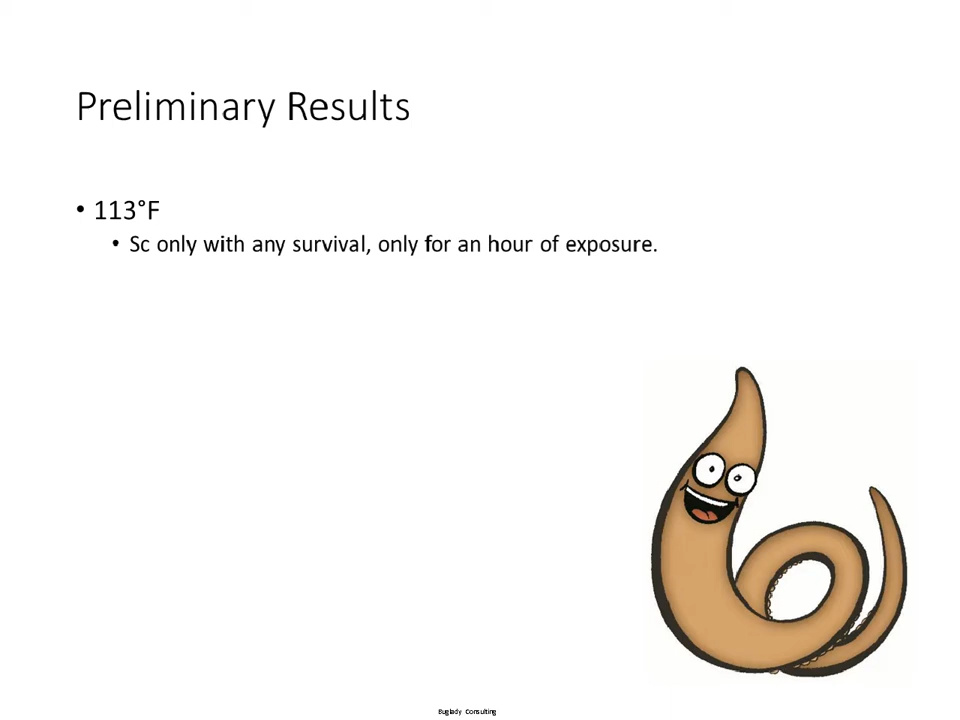 Preliminary Results
• 113°F
• Sc only with any survival, only for an hour of exposure.
Buglady Consulting